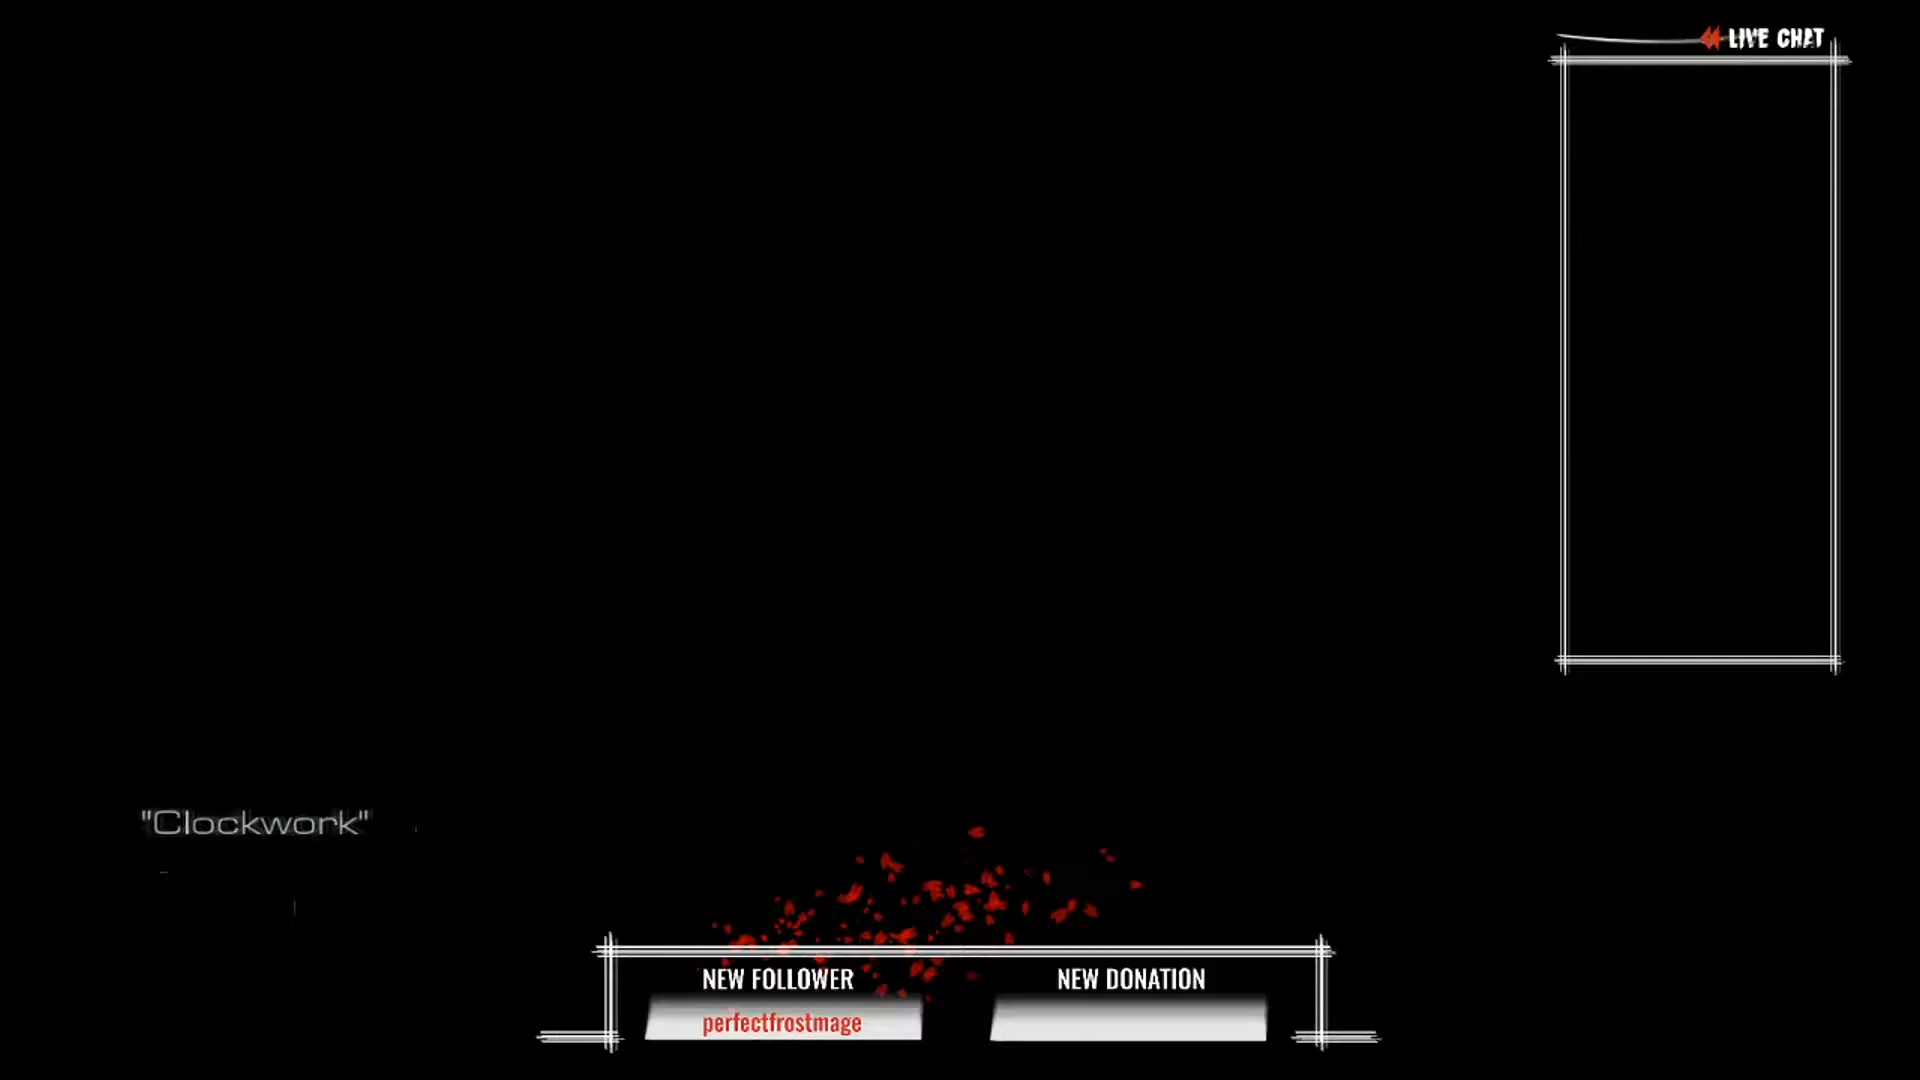 LIVE CHAT
"Clockwork"
NEW FOLLOWER
NEW DONATION
perfectfrostmage